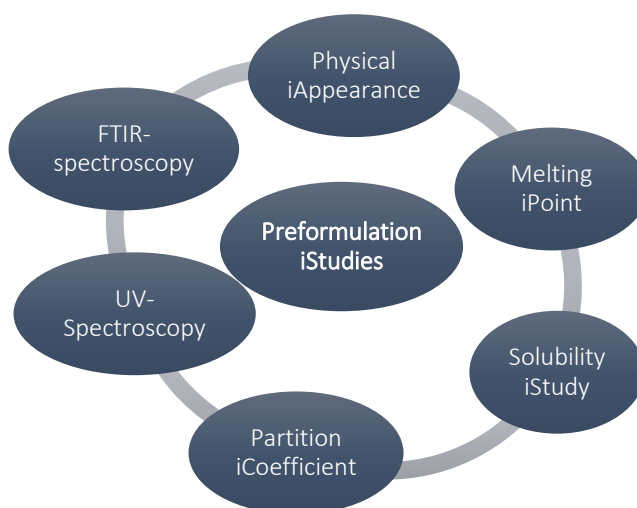 Physical
iAppearance
Melting
iPoint
Solubility
iStudy
Partition
iCoefficient
UV-
Spectroscopy
FTIR-
spectroscopy
Preformulation
iStudies